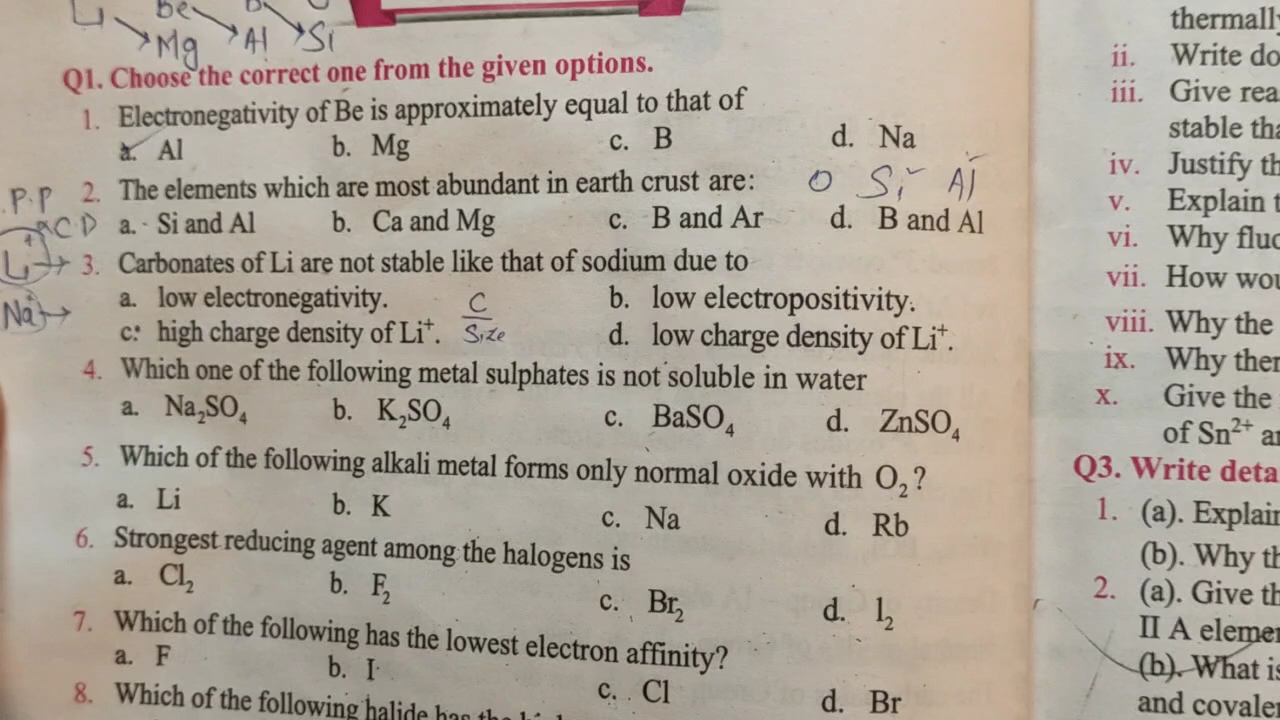 Li Be B
Mg Al Si
Q1. Choose the correct one from the given options.
1. Electronegativity of Be is approximately equal to that of
a. Al b. Mg c. B d. Na
2. The elements which are most abundant in earth crust are: O Si Al
P.P
a. Si and Al b. Ca and Mg c. B and Ar d. B and Al
αCD
Li+ → 3. Carbonates of Li are not stable like that of sodium due to
a. low electronegativity. b. low electropositivity.
Na+ →
c. high charge density of Li⁺. C/Size d. low charge density of Li⁺.
4. Which one of the following metal sulphates is not soluble in water
a. Na₂SO₄ b. K₂SO₄ c. BaSO₄ d. ZnSO₄
5. Which of the following alkali metal forms only normal oxide with O₂?
a. Li b. K c. Na d. Rb
6. Strongest reducing agent among the halogens is
a. Cl₂ b. F₂ c. Br₂ d. l₂
7. Which of the following has the lowest electron affinity?
a. F b. I c. Cl d. Br
8. Which of the following halide has the
thermally
ii. Write do
iii. Give rea
stable tha
iv. Justify th
v. Explain t
vi. Why fluo
vii. How wou
viii. Why the
ix. Why ther
x. Give the
of Sn²⁺ a
Q3. Write deta
1. (a). Explain
(b). Why th
2. (a). Give th
II A elemen
(b). What is
and covalen